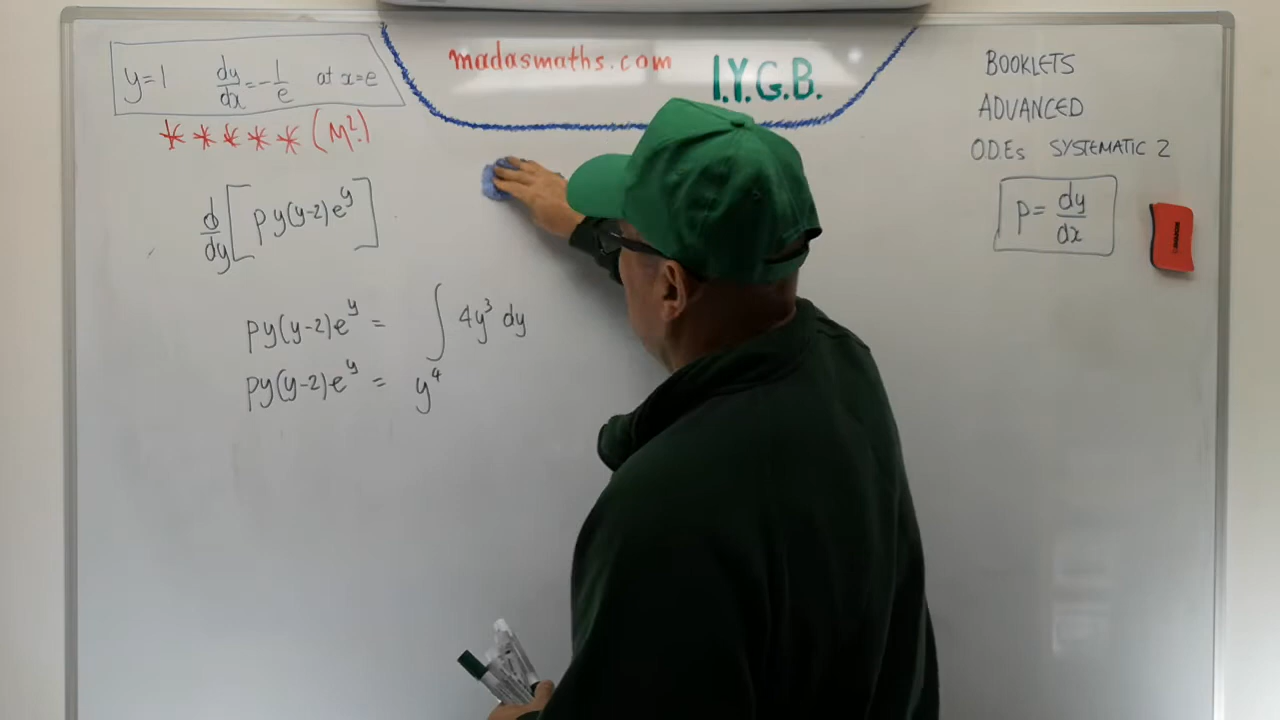 y=1 dy/dx=-1/e at x=e
*****(M²!)
madasmaths.com
I.Y.G.B.
BOOKLETS
ADVANCED
O.D.Es SYSTEMATIC 2
P=dy/dx
d/dy[py(y-2)e^y]
py(y-2)e^y = ∫4y³ dy
py(y-2)e^y = y⁴